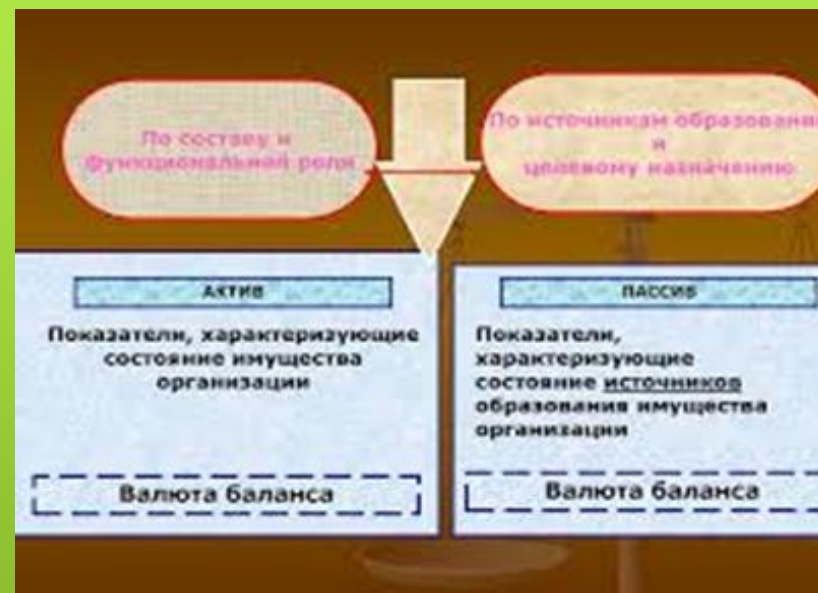 По составу и
функциональной роли
По источникам образования
и
целевому назначению
АКТИВ
Показатели, характеризующие
состояние имущества
организации
Валюта баланса
ПАССИВ
Показатели,
характеризующие
состояние источников
образования имущества
организации
Валюта баланса